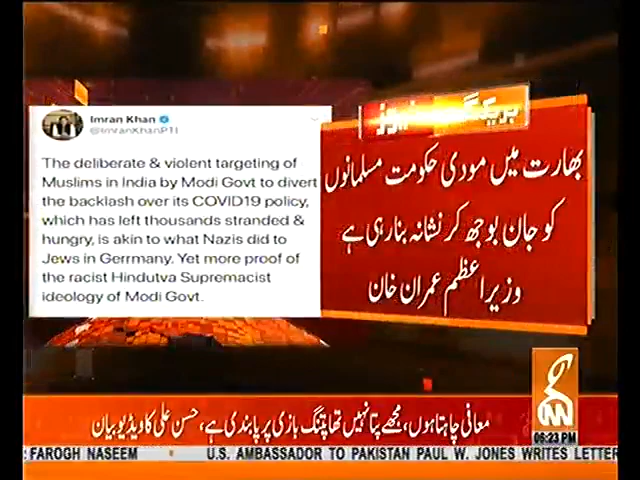 Imran Khan
@ImranKhanPTI
The deliberate & violent targeting of
Muslims in India by Modi Govt to divert
the backlash over its COVID19 policy,
which has left thousands stranded &
hungry, is akin to what Nazis did to
Jews in Gerrmany. Yet more proof of
the racist Hindutva Supremacist
ideology of Modi Govt.
بریکنگ نیوز
بھارت میں مودی حکومت مسلمانوں
کو جان بوجھ کر نشانہ بنا رہی ہے
وزیراعظم عمران خان
GNN
06:23 PM
معافی چاہتا ہوں، مجھے پتا نہیں تھا پتنگ بازی پر پابندی ہے، حسن علی کا ویڈیو بیان
: FAROGH NASEEM U.S. AMBASSADOR TO PAKISTAN PAUL W. JONES WRITES LETTER